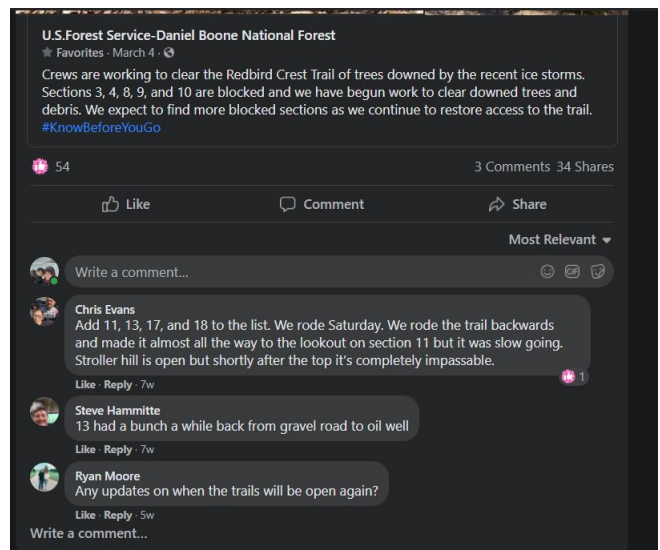 U.S.Forest Service-Daniel Boone National Forest
Favorites · March 4 ·
Crews are working to clear the Redbird Crest Trail of trees downed by the recent ice storms.
Sections 3, 4, 8, 9, and 10 are blocked and we have begun work to clear downed trees and
debris. We expect to find more blocked sections as we continue to restore access to the trail.
#KnowBeforeYouGo
54
3 Comments 34 Shares
Like Comment Share
Most Relevant
Write a comment...
GIF
Chris Evans
Add 11, 13, 17, and 18 to the list. We rode Saturday. We rode the trail backwards
and made it almost all the way to the lookout on section 11 but it was slow going.
Stroller hill is open but shortly after the top it's completely impassable.
1
Like · Reply · 7w
Steve Hammitte
13 had a bunch a while back from gravel road to oil well
Like · Reply · 7w
Ryan Moore
Any updates on when the trails will be open again?
Like · Reply · 5w
Write a comment...